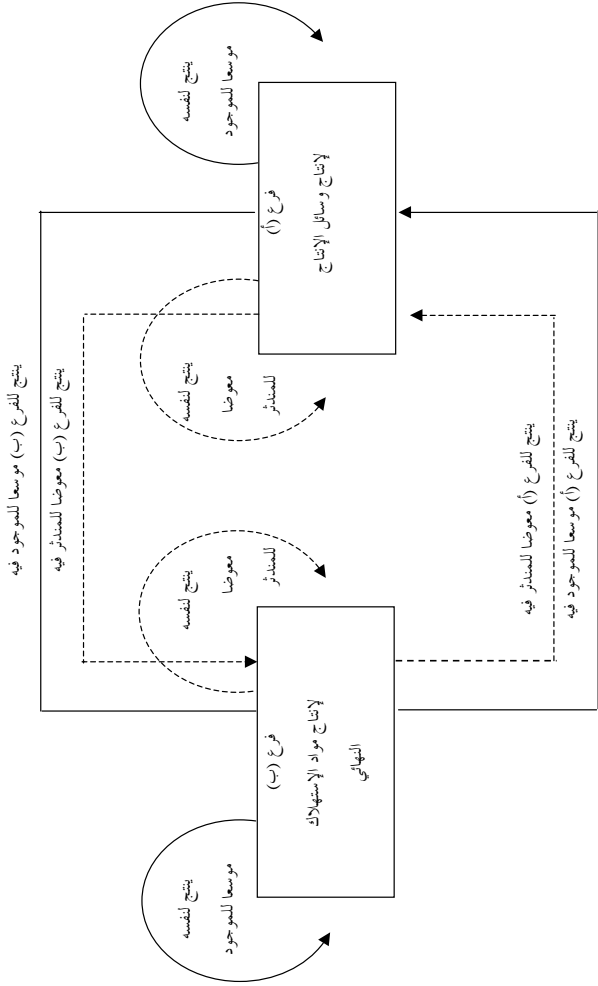 ينتج للفرع (ب) موسعا للموجود فيه
ينتج للفرع (ب) معوضا للمندثر فيه
ينتج لنفسه
موسعا للموجود
ينتج لنفسه
معوضا
للمندثر
ينتج لنفسه
معوضا
للمندثر
ينتج لنفسه
موسعا للموجود
فرع (أ)
لإنتاج وسائل الإنتاج
فرع (ب)
لإنتاج مواد الإستهلاك
النهائي
ينتج للفرع (أ) معوضا للمندثر فيه
ينتج للفرع (أ) موسعا للموجود فيه